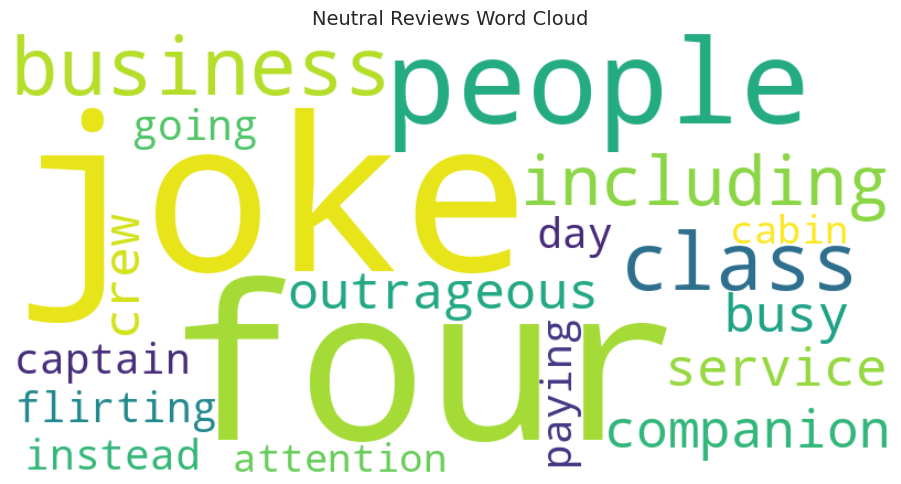 Neutral Reviews Word Cloud
business
people
going
joke
including
crew
day
cabin
class
outrageous
four
busy
captain
paying
service
flirting
companion
instead
attention